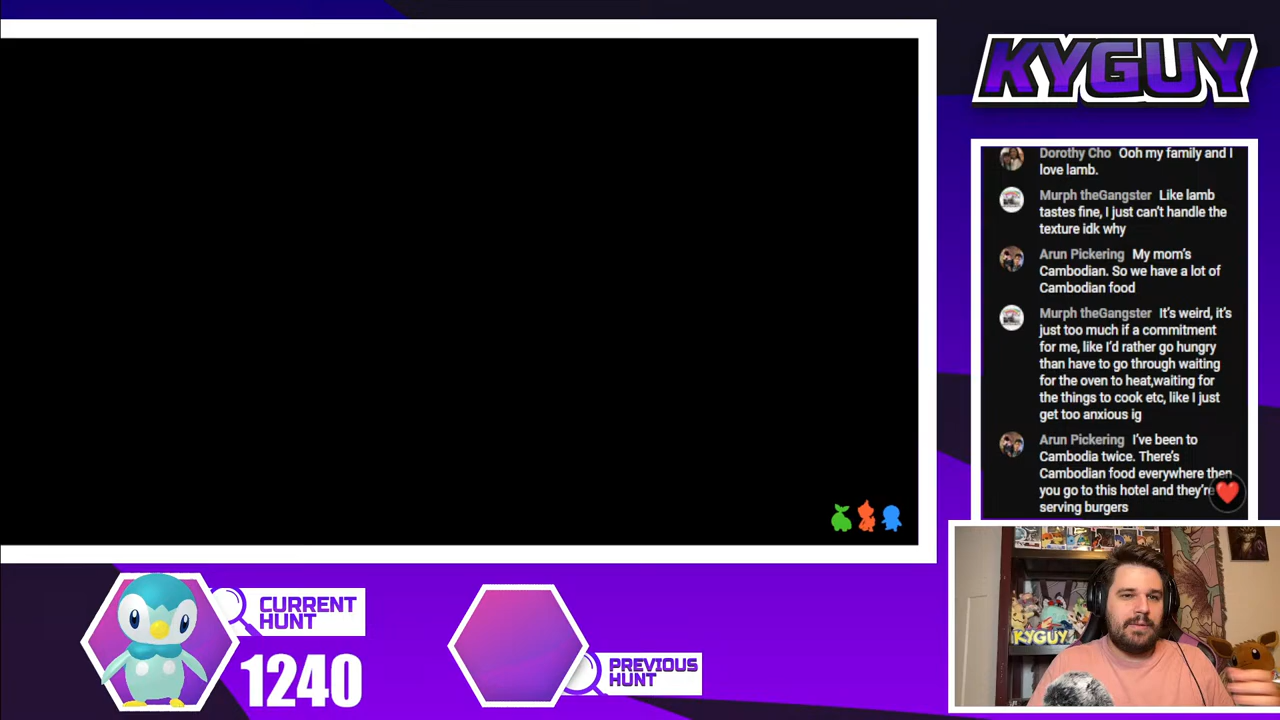 KYGUY
Dorothy Cho Ooh my family and I
love lamb.
Murph theGangster Like lamb
tastes fine, I just can't handle the
texture idk why
Arun Pickering My mom's
Cambodian. So we have a lot of
Cambodian food
Murph theGangster It's weird, it's
just too much if a commitment
for me, like I'd rather go hungry
than have to go through waiting
for the oven to heat,waiting for
the things to cook etc, like I just
get too anxious ig
Arun Pickering I've been to
Cambodia twice. There's
Cambodian food everywhere then
you go to this hotel and they're
serving burgers
CURRENT
HUNT
1240
PREVIOUS
HUNT
KYGUY